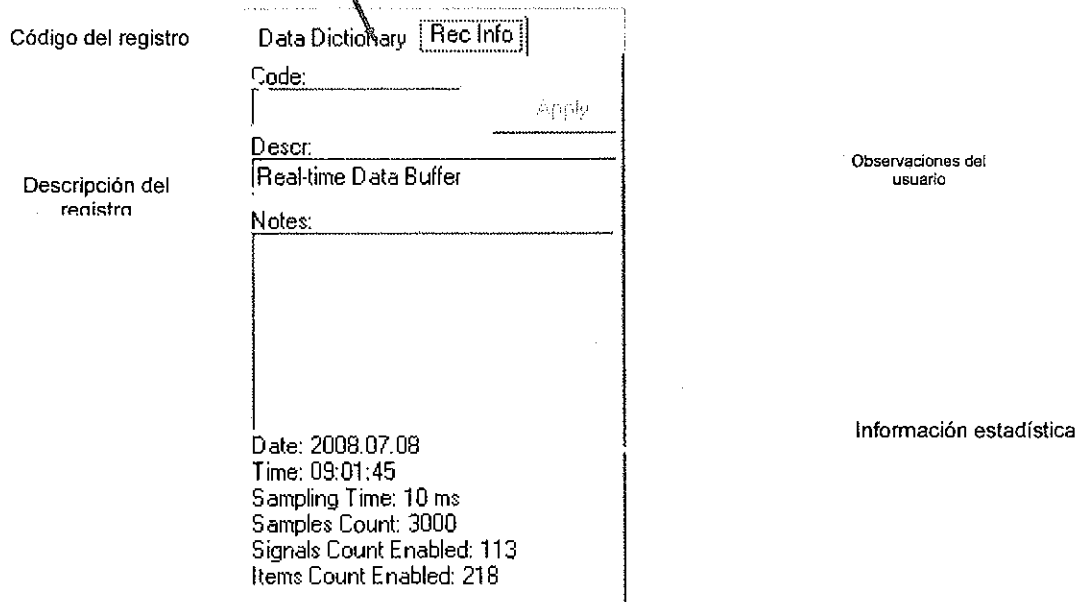 Código del registro
Data Dictionary Rec Info
Code:
Apply
Descr:
Real-time Data Buffer
Observaciones del
usuario
Descripción del
registra
Notes:
Información estadística
Date: 2008.07.08
Time: 09:01:45
Sampling Time: 10 ms
Samples Count: 3000
Signals Count Enabled: 113
Items Count Enabled: 218